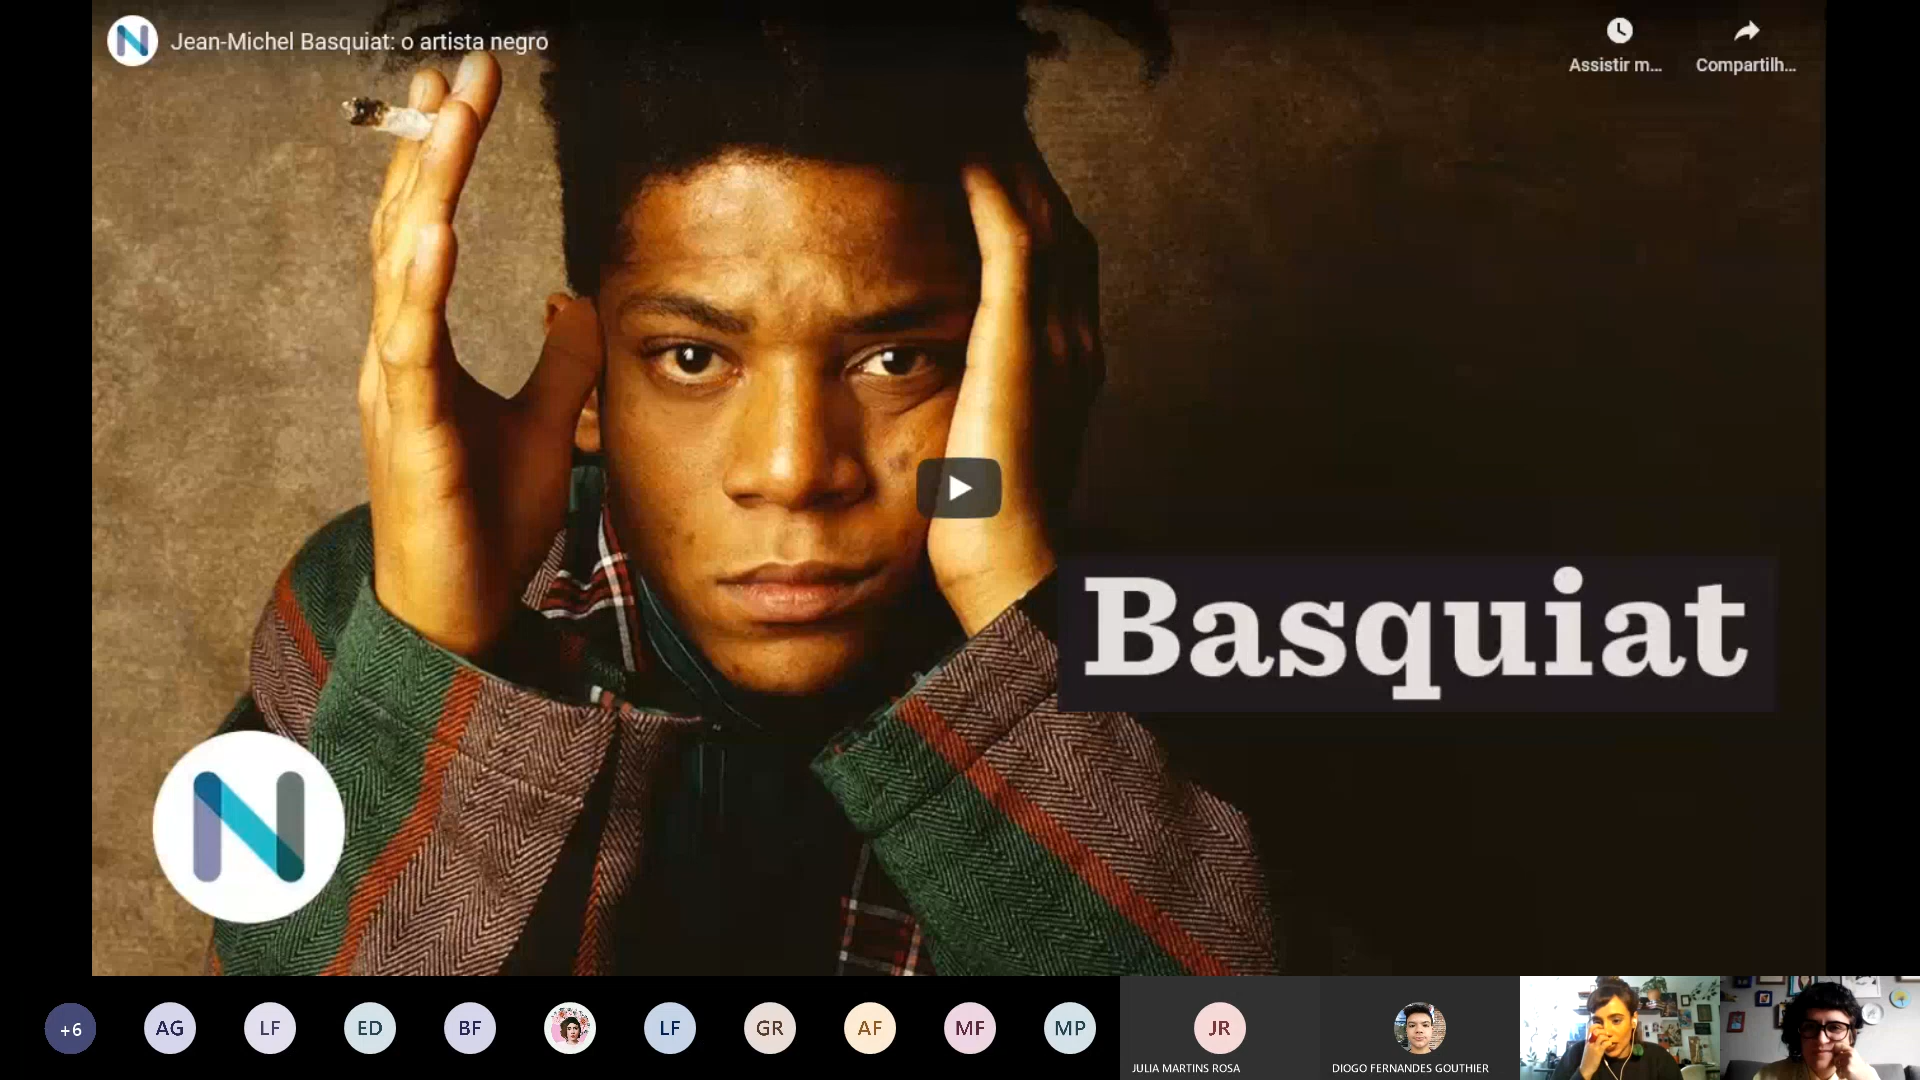 Jean-Michel Basquiat: o artista negro
Assistir m...
Compartilh...
Basquiat
N
+6
AG
LF
ED
BF
LF
GR
AF
MF
MP
JR
JULIA MARTINS ROSA
DIOGO FERNANDES GOUTHIER